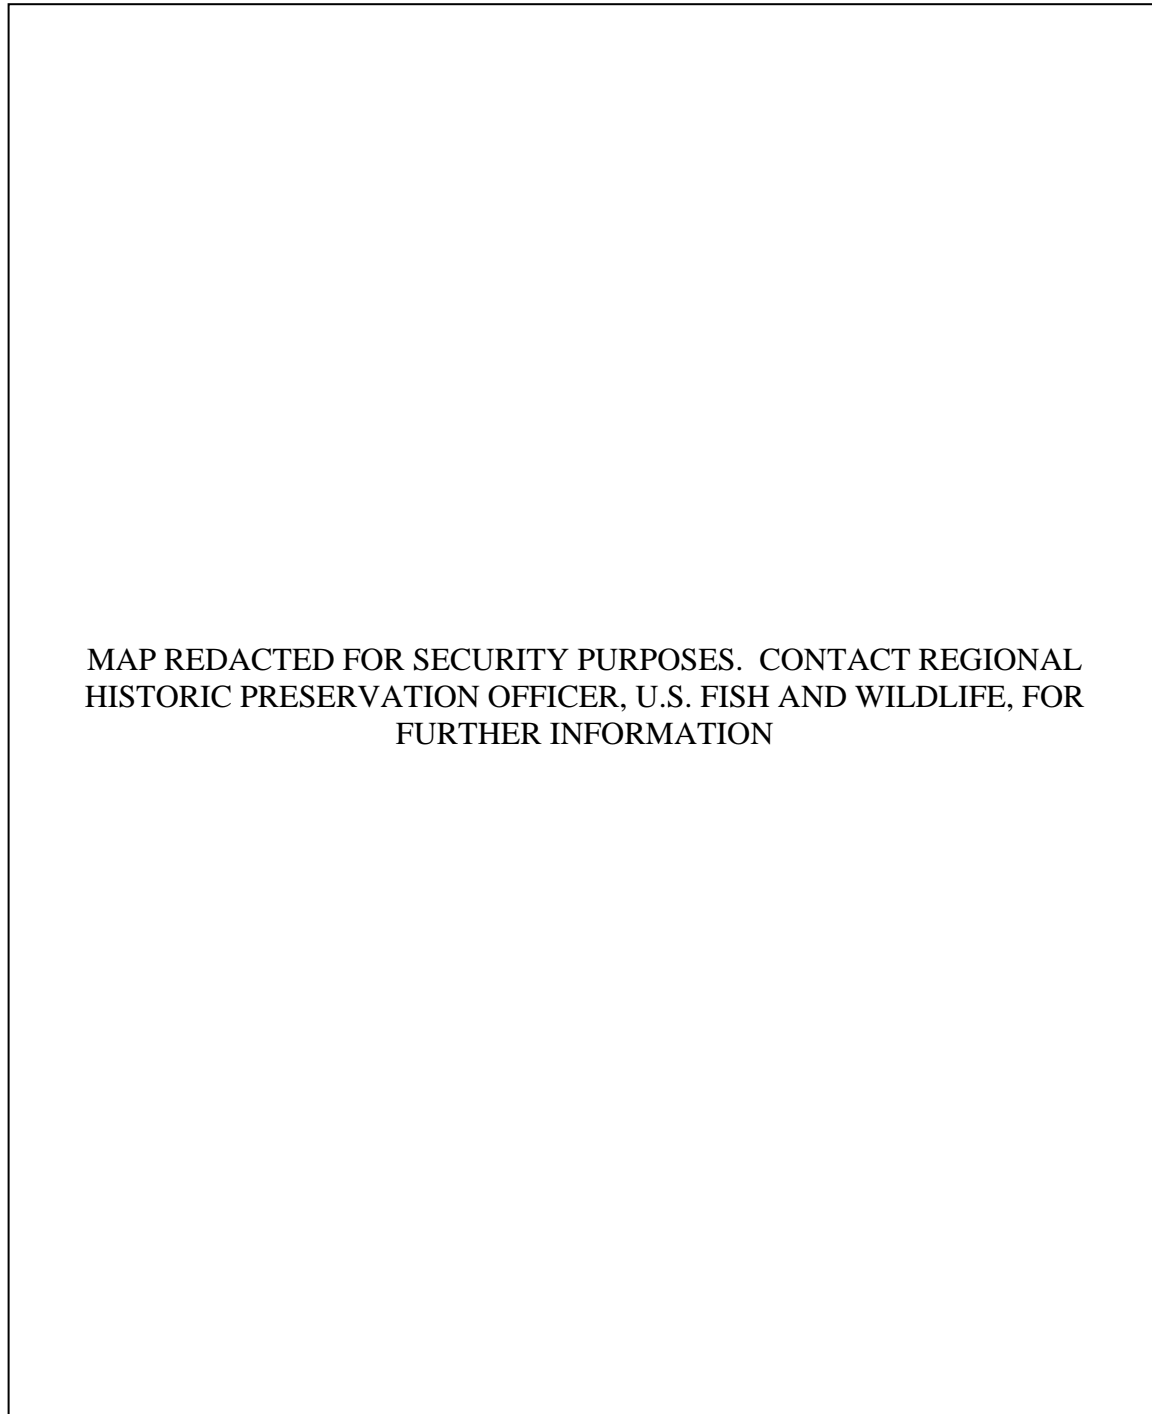 MAP REDACTED FOR SECURITY PURPOSES.  CONTACT REGIONAL
HISTORIC PRESERVATION OFFICER, U.S. FISH AND WILDLIFE, FOR
FURTHER INFORMATION